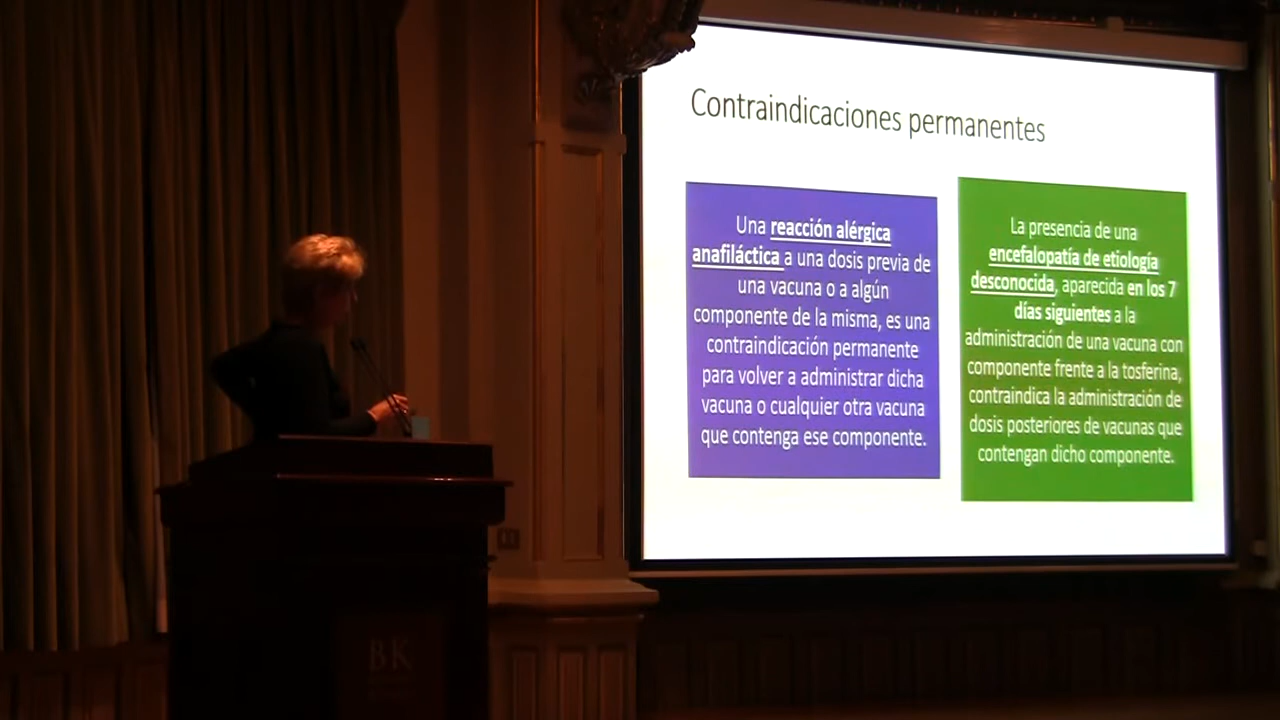 Contraindicaciones permanentes
Una reacción alérgica
anafiláctica a una dosis previa de
una vacuna o a algún
componente de la misma, es una
contraindicación permanente
para volver a administrar dicha
vacuna o cualquier otra vacuna
que contenga ese componente.
La presencia de una
encefalopatía de etiología
desconocida, aparecida en los 7
días siguientes a la
administración de una vacuna con
componente frente a la tosferina,
contraindica la administración de
dosis posteriores de vacunas que
contengan dicho componente.
BK